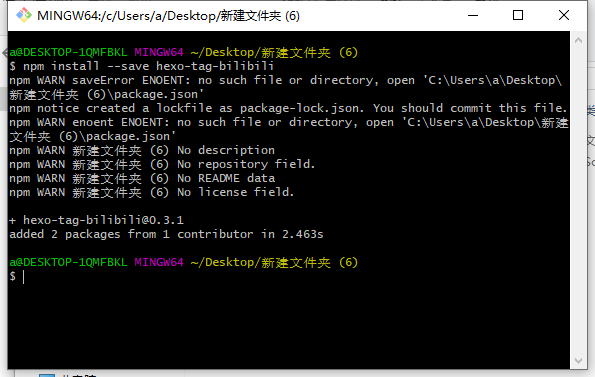 MINGW64:/c/Users/a/Desktop/新建文件夹 (6)
a@DESKTOP-1QMFBKL MINGW64 ~/Desktop/新建文件夹 (6)
$ npm install --save hexo-tag-bilibili
npm WARN saveError ENOENT: no such file or directory, open 'C:\Users\a\Desktop\
新建文件夹 (6)\package.json'
npm notice created a lockfile as package-lock.json. You should commit this file.
npm WARN enoent ENOENT: no such file or directory, open 'C:\Users\a\Desktop\新建
文件夹 (6)\package.json'
npm WARN 新建文件夹 (6) No description
npm WARN 新建文件夹 (6) No repository field.
npm WARN 新建文件夹 (6) No README data
npm WARN 新建文件夹 (6) No license field.
+ hexo-tag-bilibili@0.3.1
added 2 packages from 1 contributor in 2.463s
a@DESKTOP-1QMFBKL MINGW64 ~/Desktop/新建文件夹 (6)
$